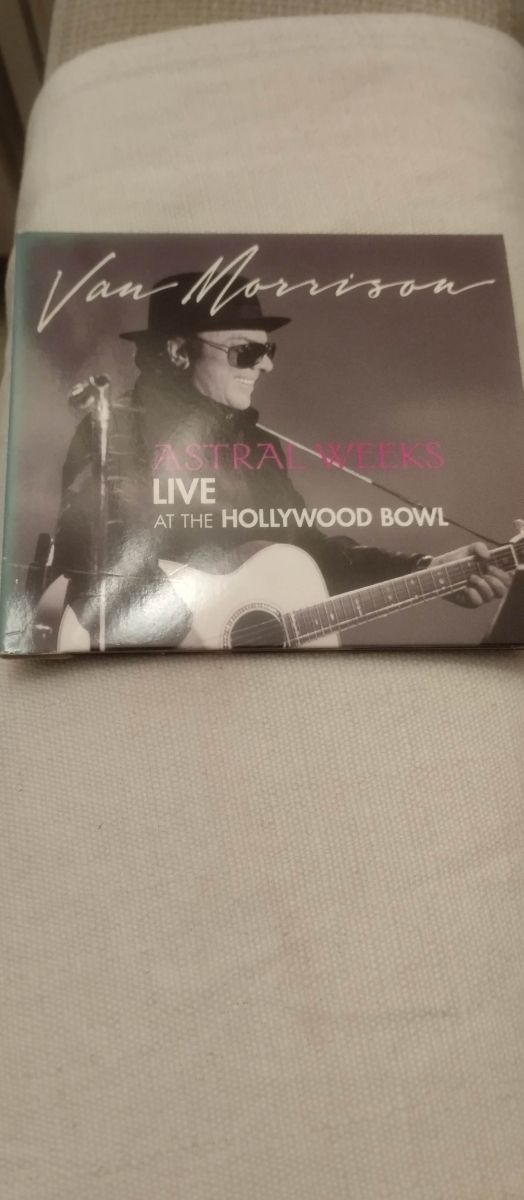 Van Morrison
ASTRAL WEEKS
LIVE
AT THE HOLLYWOOD BOWL